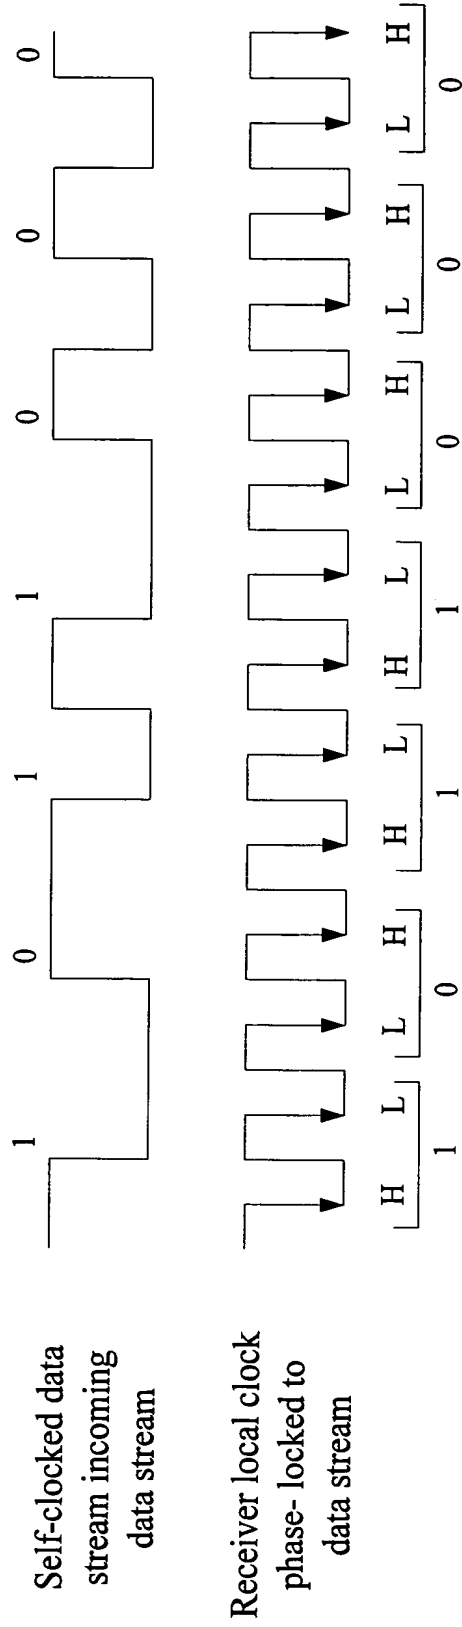 Self-clocked data
stream incoming
data stream
1 0 1 1 0 0 0
Receiver local clock
phase- locked to
data stream
H L L H H L H L L H L H L H
1 0 1 1 0 0 0